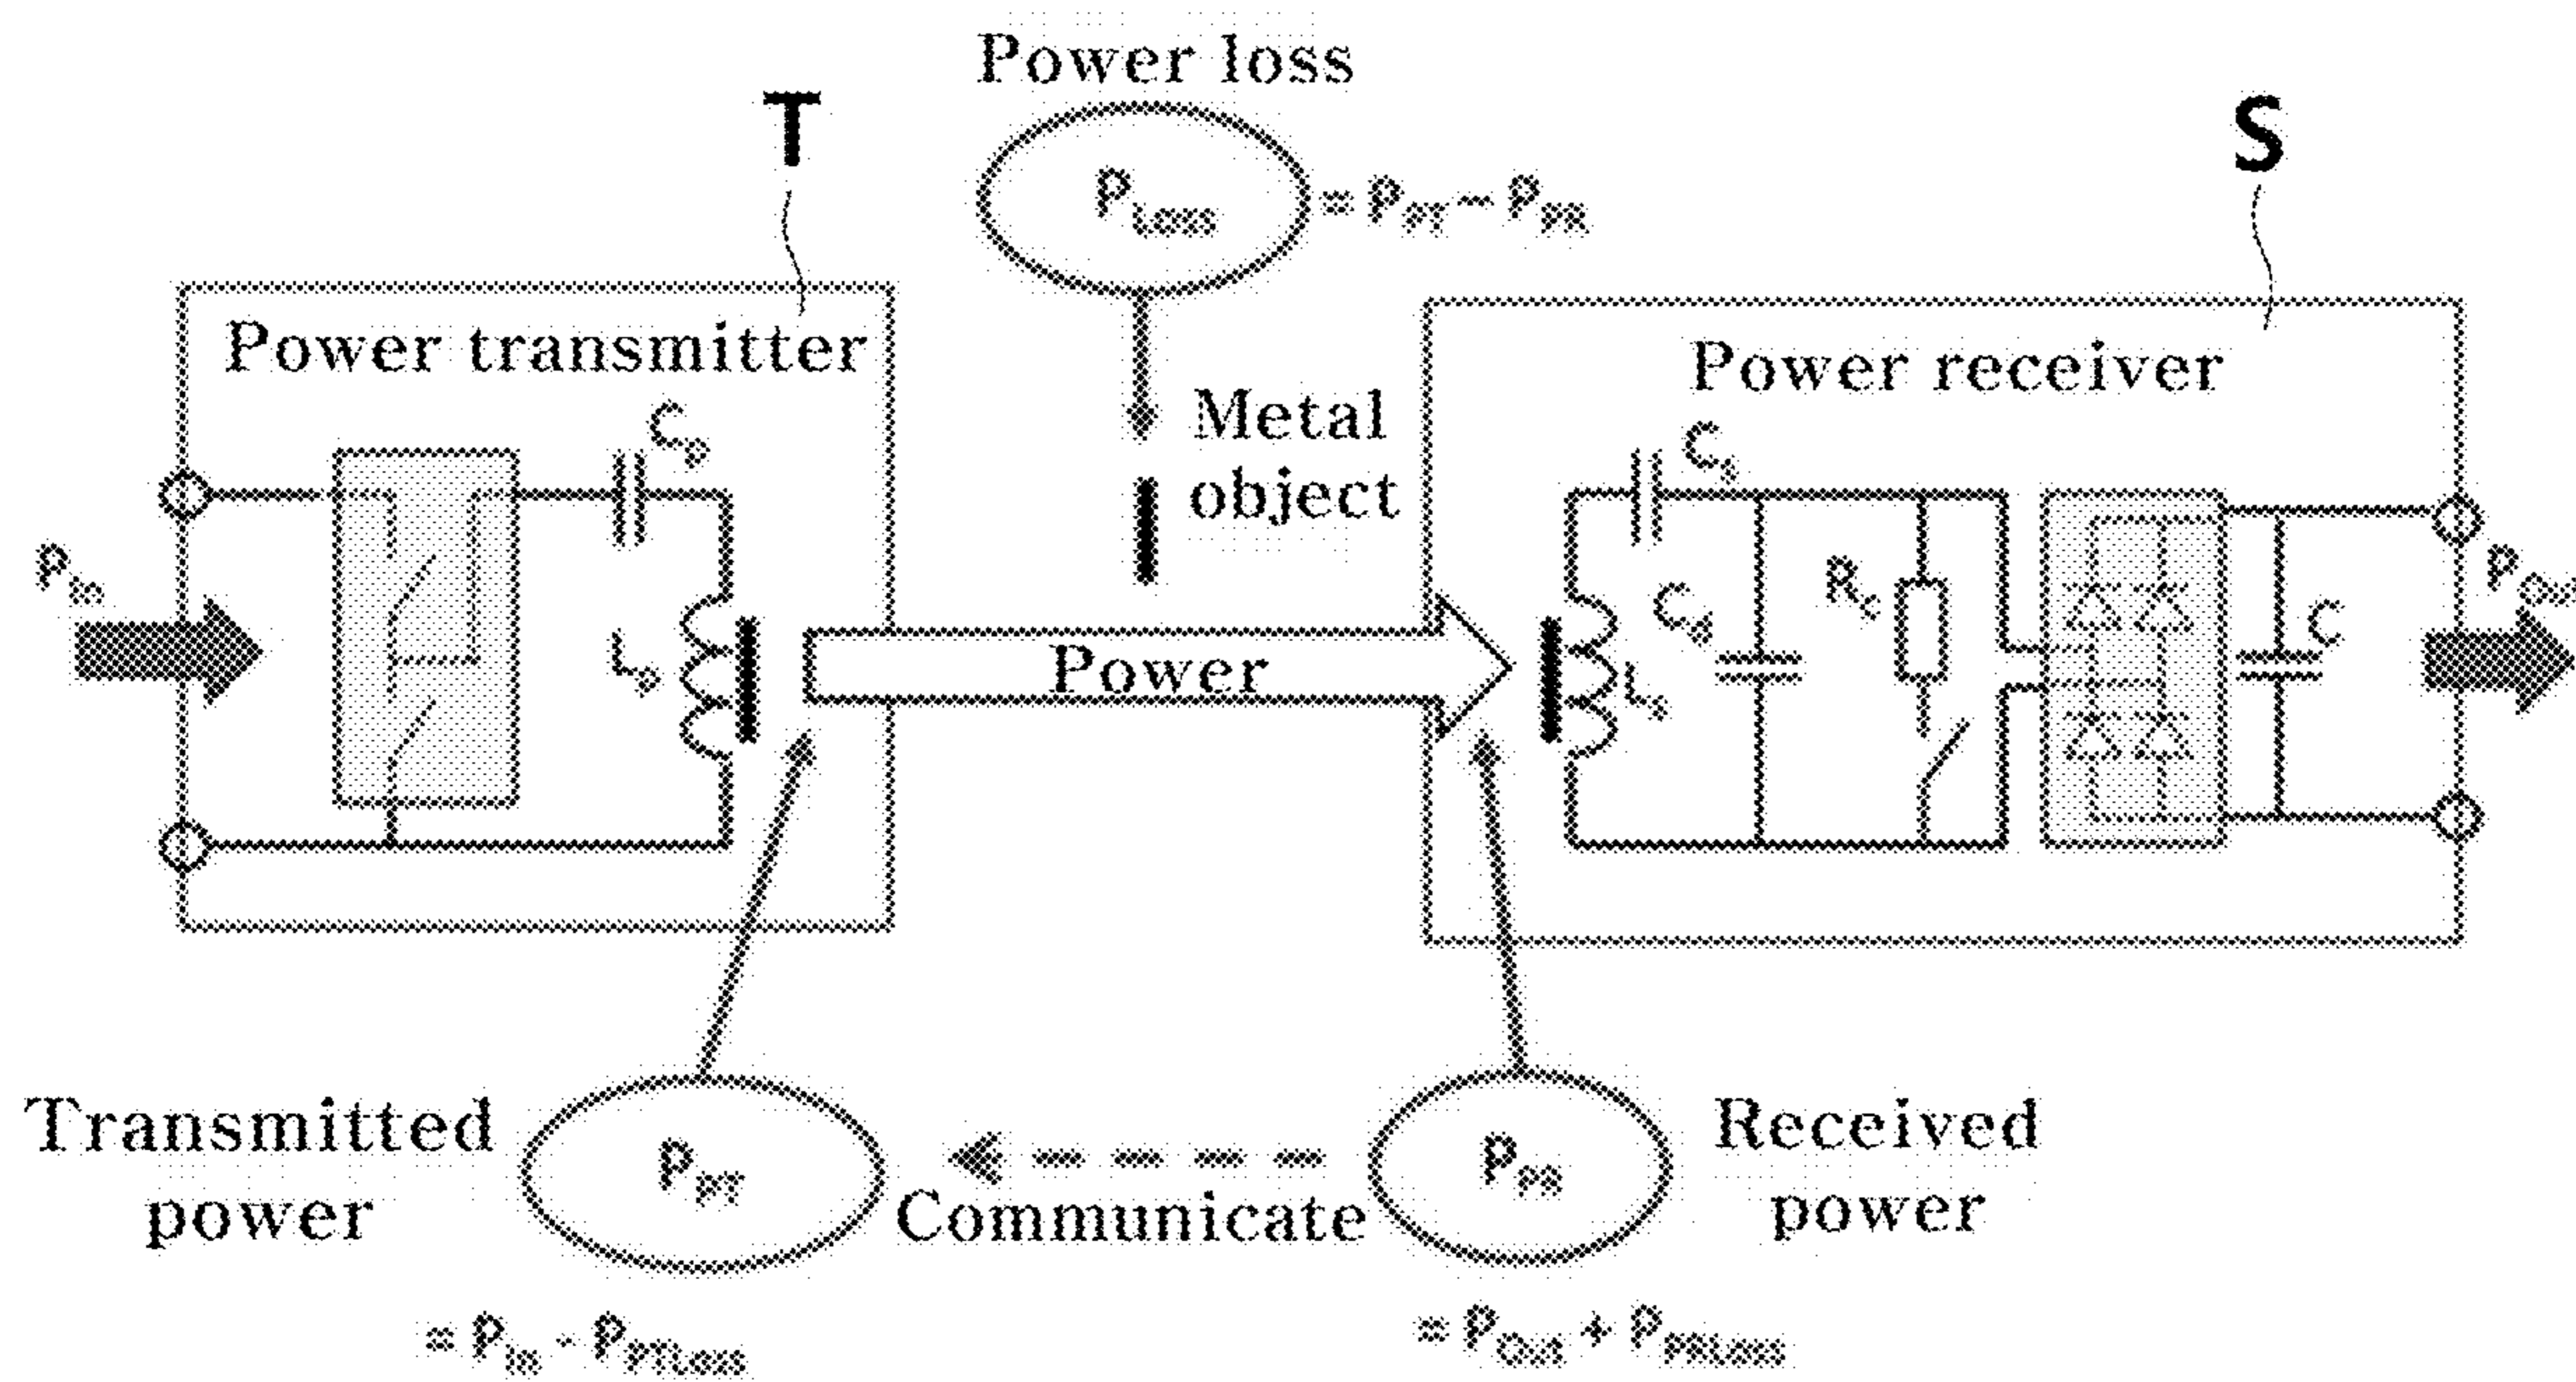 Power loss
T
S
P_Loss = P_PT - P_PR
Power transmitter
Power receiver
Metal
object
C_p
C_s
P_in
L_p
Power
L_s
C_d
R_c
C
P_Out
Transmitted
power
P_PT
Communicate
P_PR
Received
power
= P_in - P_PTLoss
= P_Out + P_PRLoss